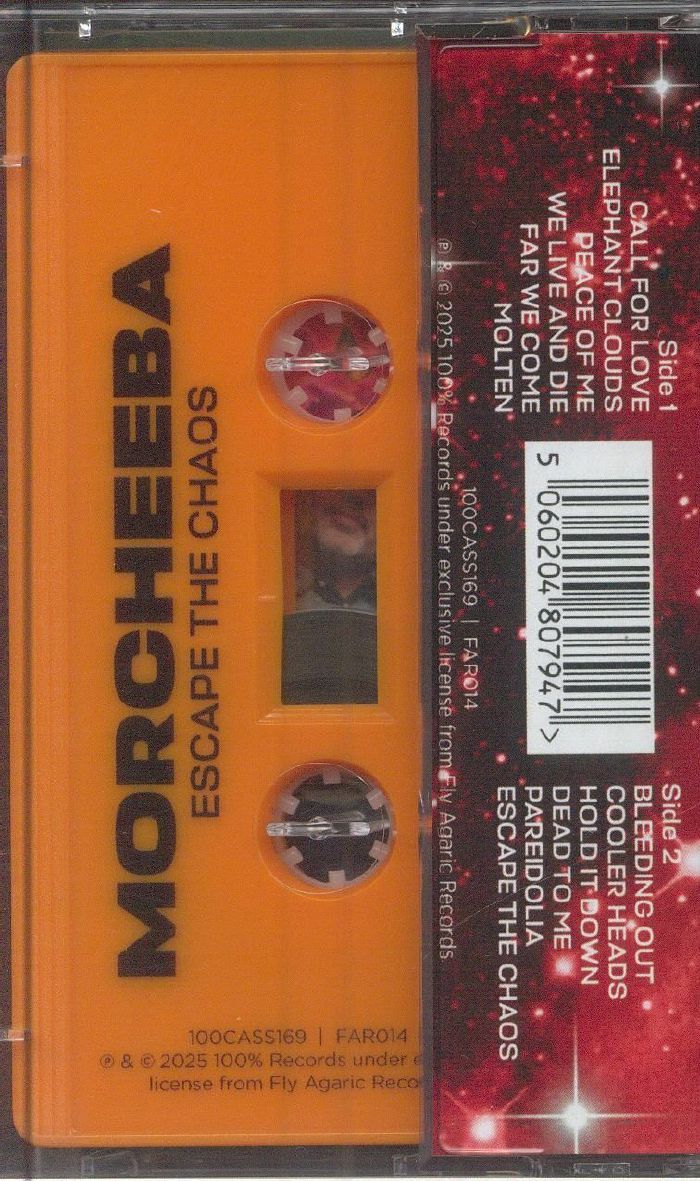 MORCHEEBA
ESCAPE THE CHAOS
100CASS169 | FAR014
℗ & © 2025 100% Records under e
license from Fly Agaric Reco
Side 1
CALL FOR LOVE
ELEPHANT CLOUDS
PEACE OF ME
WE LIVE AND DIE
FAR WE COME
MOLTEN
5 060204 807947 >
Side 2
BLEEDING OUT
COOLER HEADS
HOLD IT DOWN
DEAD TO ME
PAREIDOLIA
ESCAPE THE CHAOS
100CASS169 | FAR014
℗ & © 2025 100% Records under exclusive license from Fly Agaric Records